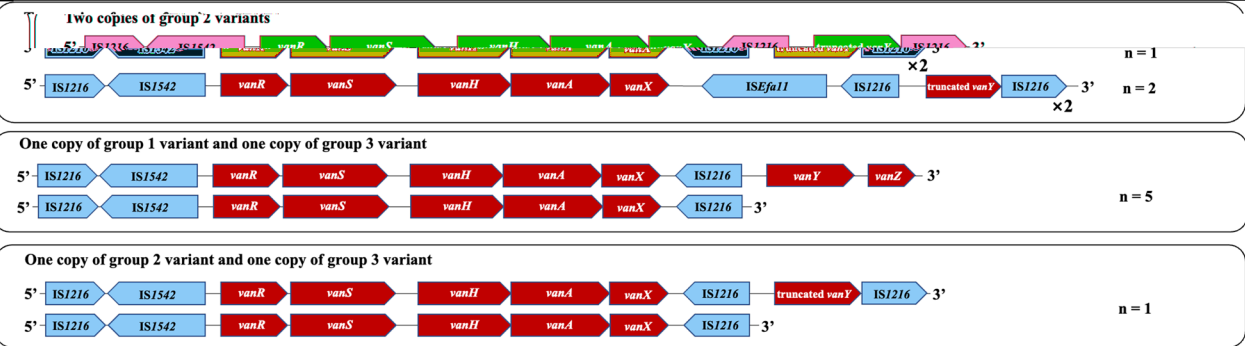 Two copies of group 2 variants
n = 1
×2
5' IS1216 IS1542 vanR vanS vanH vanA vanX ISEfa11 IS1216 truncated vanY IS1216 3' n = 2
×2
One copy of group 1 variant and one copy of group 3 variant
5' IS1216 IS1542 vanR vanS vanH vanA vanX IS1216 vanY vanZ 3'
n = 5
5' IS1216 IS1542 vanR vanS vanH vanA vanX IS1216 3'
One copy of group 2 variant and one copy of group 3 variant
5' IS1216 IS1542 vanR vanS vanH vanA vanX IS1216 truncated vanY IS1216 3'
n = 1
5' IS1216 IS1542 vanR vanS vanH vanA vanX IS1216 3'